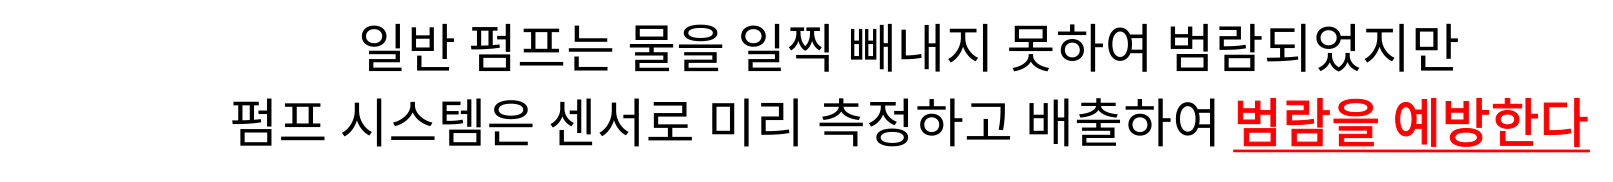 일반 펌프는 물을 일찍 빼내지 못하여 범람되었지만
펌프 시스템은 센서로 미리 측정하고 배출하여 범람을 예방한다